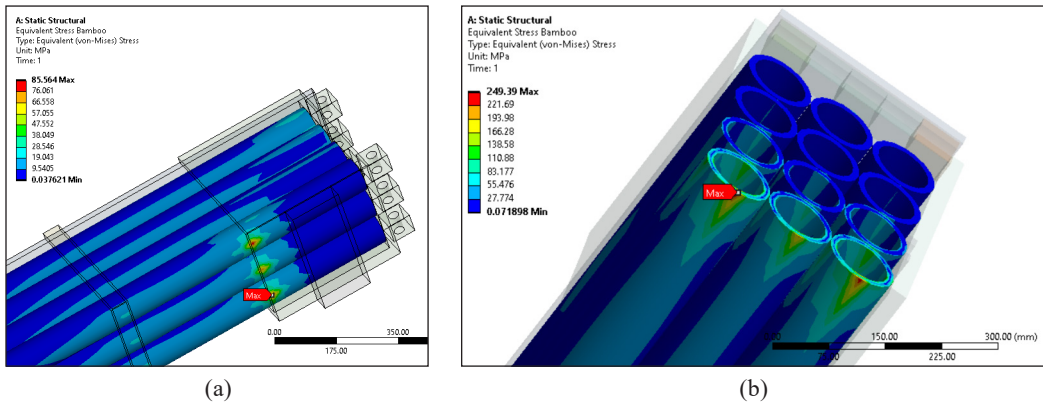 A: Static Structural
Equivalent Stress Bamboo
Type: Equivalent (von-Mises) Stress
Unit: MPa
Time: 1
85.564 Max
76.061
66.558
57.055
47.552
38.049
28.546
19.043
9.5405
0.037621 Min
Max
0.00
350.00
175.00
(a)
A: Static Structural
Equivalent Stress Bamboo
Type: Equivalent (von-Mises) Stress
Unit: MPa
Time: 1
249.39 Max
221.69
193.98
166.28
138.58
110.88
83.177
55.476
27.774
0.071898 Min
Max
150.00
300.00 (mm)
225.00
(b)